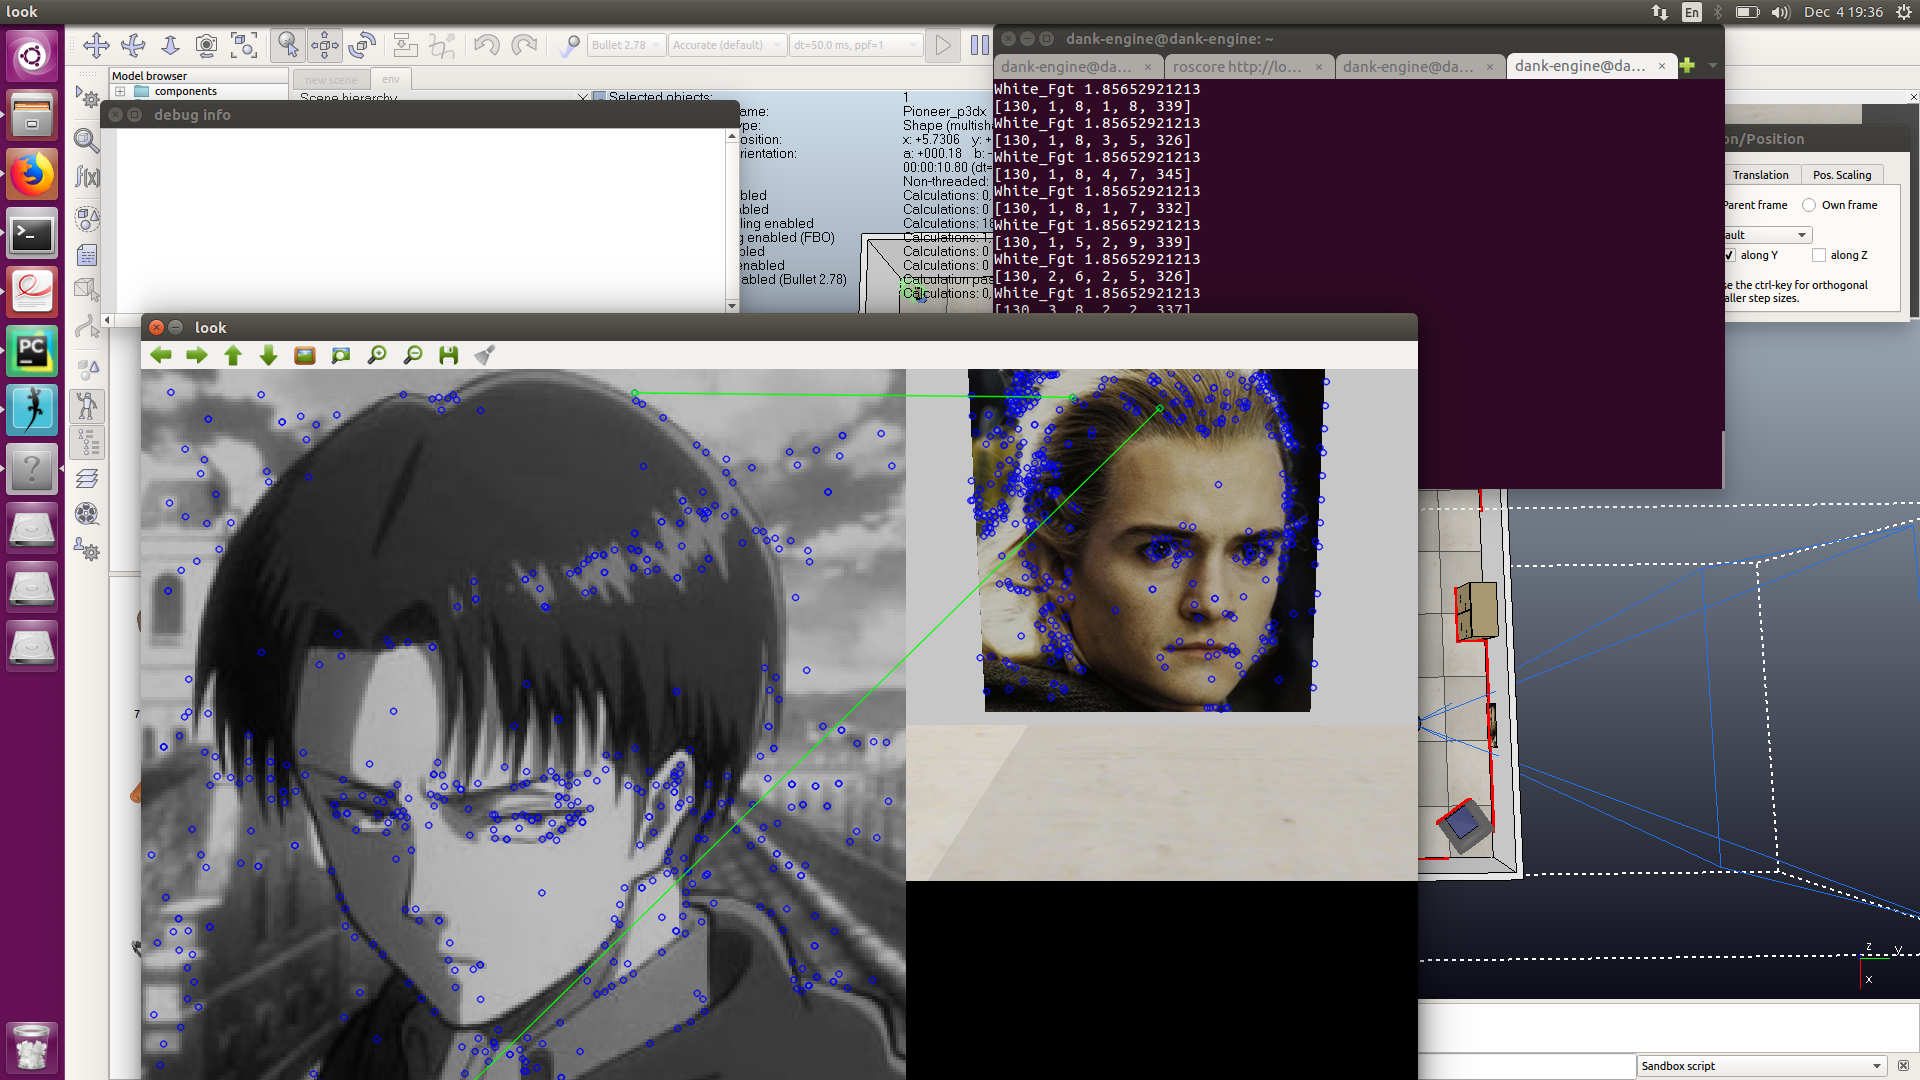 look
En
Dec 4 19:36
Bullet 2.78
Accurate (default)
dt=50.0 ms, ppf=1
dank-engine@dank-engine: ~
Model browser
components
new scene
env
Scene hierarchy
dank-engine@da...
roscore http://lo...
dank-engine@da...
dank-engine@da...
debug info
Selected objects:
1
ame:
Pioneer_p3dx
ype:
Shape (multisha
osition:
x: +5.7306 y: +
rientation:
a: +000.18 b: -
00:00:10.80 (dt=
Non-threaded:
bled
Calculations: 0,
abled
Calculations: 0
ling enabled
Calculations: 18
g enabled (FBO)
Calculations: 1,
bled
Calculations: 0
enabled
Calculations: 0
abled (Bullet 2.78)
Calculation pas
Calculations: 0,
White_Fgt 1.85652921213
[130, 1, 8, 1, 8, 339]
White_Fgt 1.85652921213
[130, 1, 8, 3, 5, 326]
White_Fgt 1.85652921213
[130, 1, 8, 4, 7, 345]
White_Fgt 1.85652921213
[130, 1, 8, 1, 7, 332]
White_Fgt 1.85652921213
[130, 1, 5, 2, 9, 339]
White_Fgt 1.85652921213
[130, 2, 6, 2, 5, 326]
White_Fgt 1.85652921213
[130, 3, 8, 2, 2, 337]
on/Position
Translation
Pos. Scaling
Parent frame
Own frame
ault
along Y
along Z
se the ctrl-key for orthogonal
aller step sizes.
look
f(x)
PC
?
7
z
y
x
Sandbox script